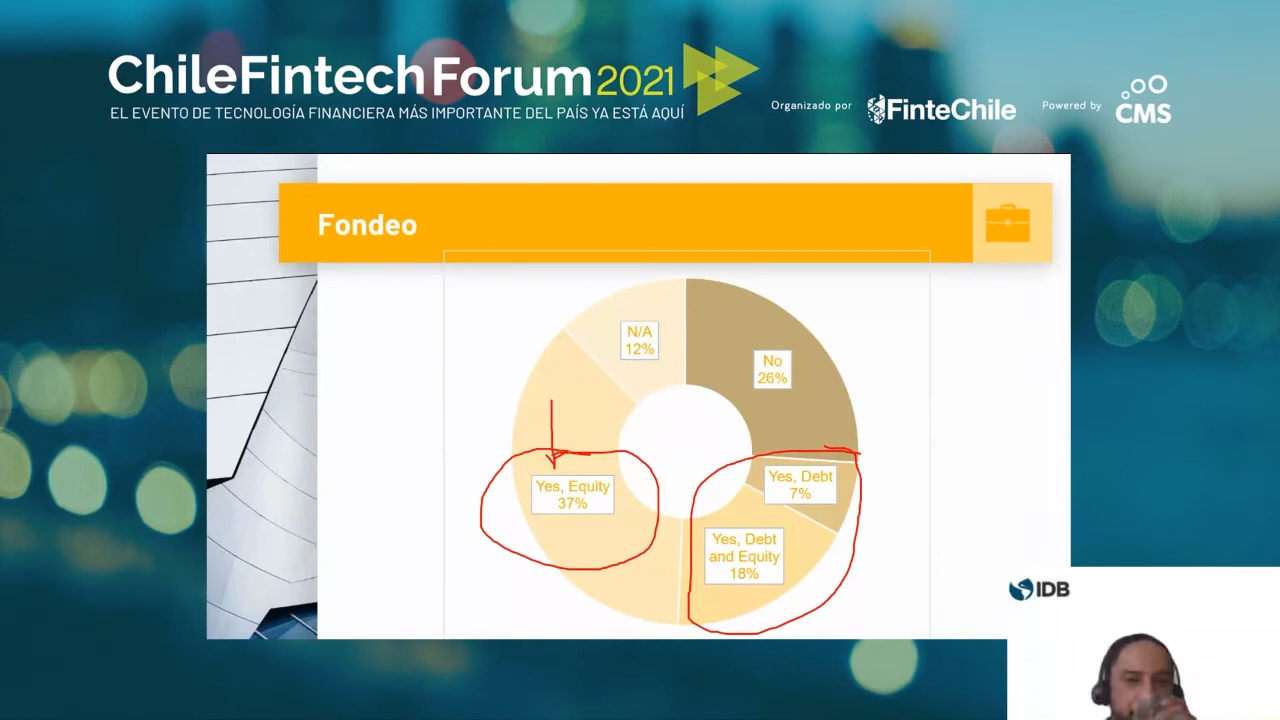 ChileFintechForum2021
EL EVENTO DE TECNOLOGÍA FINANCIERA MÁS IMPORTANTE DEL PAÍS YA ESTÁ AQUÍ
Organizado por
FinteChile
Powered by
CMS
Fondeo
N/A
12%
No
26%
Yes, Equity
37%
Yes, Debt
7%
Yes, Debt
and Equity
18%
IDB